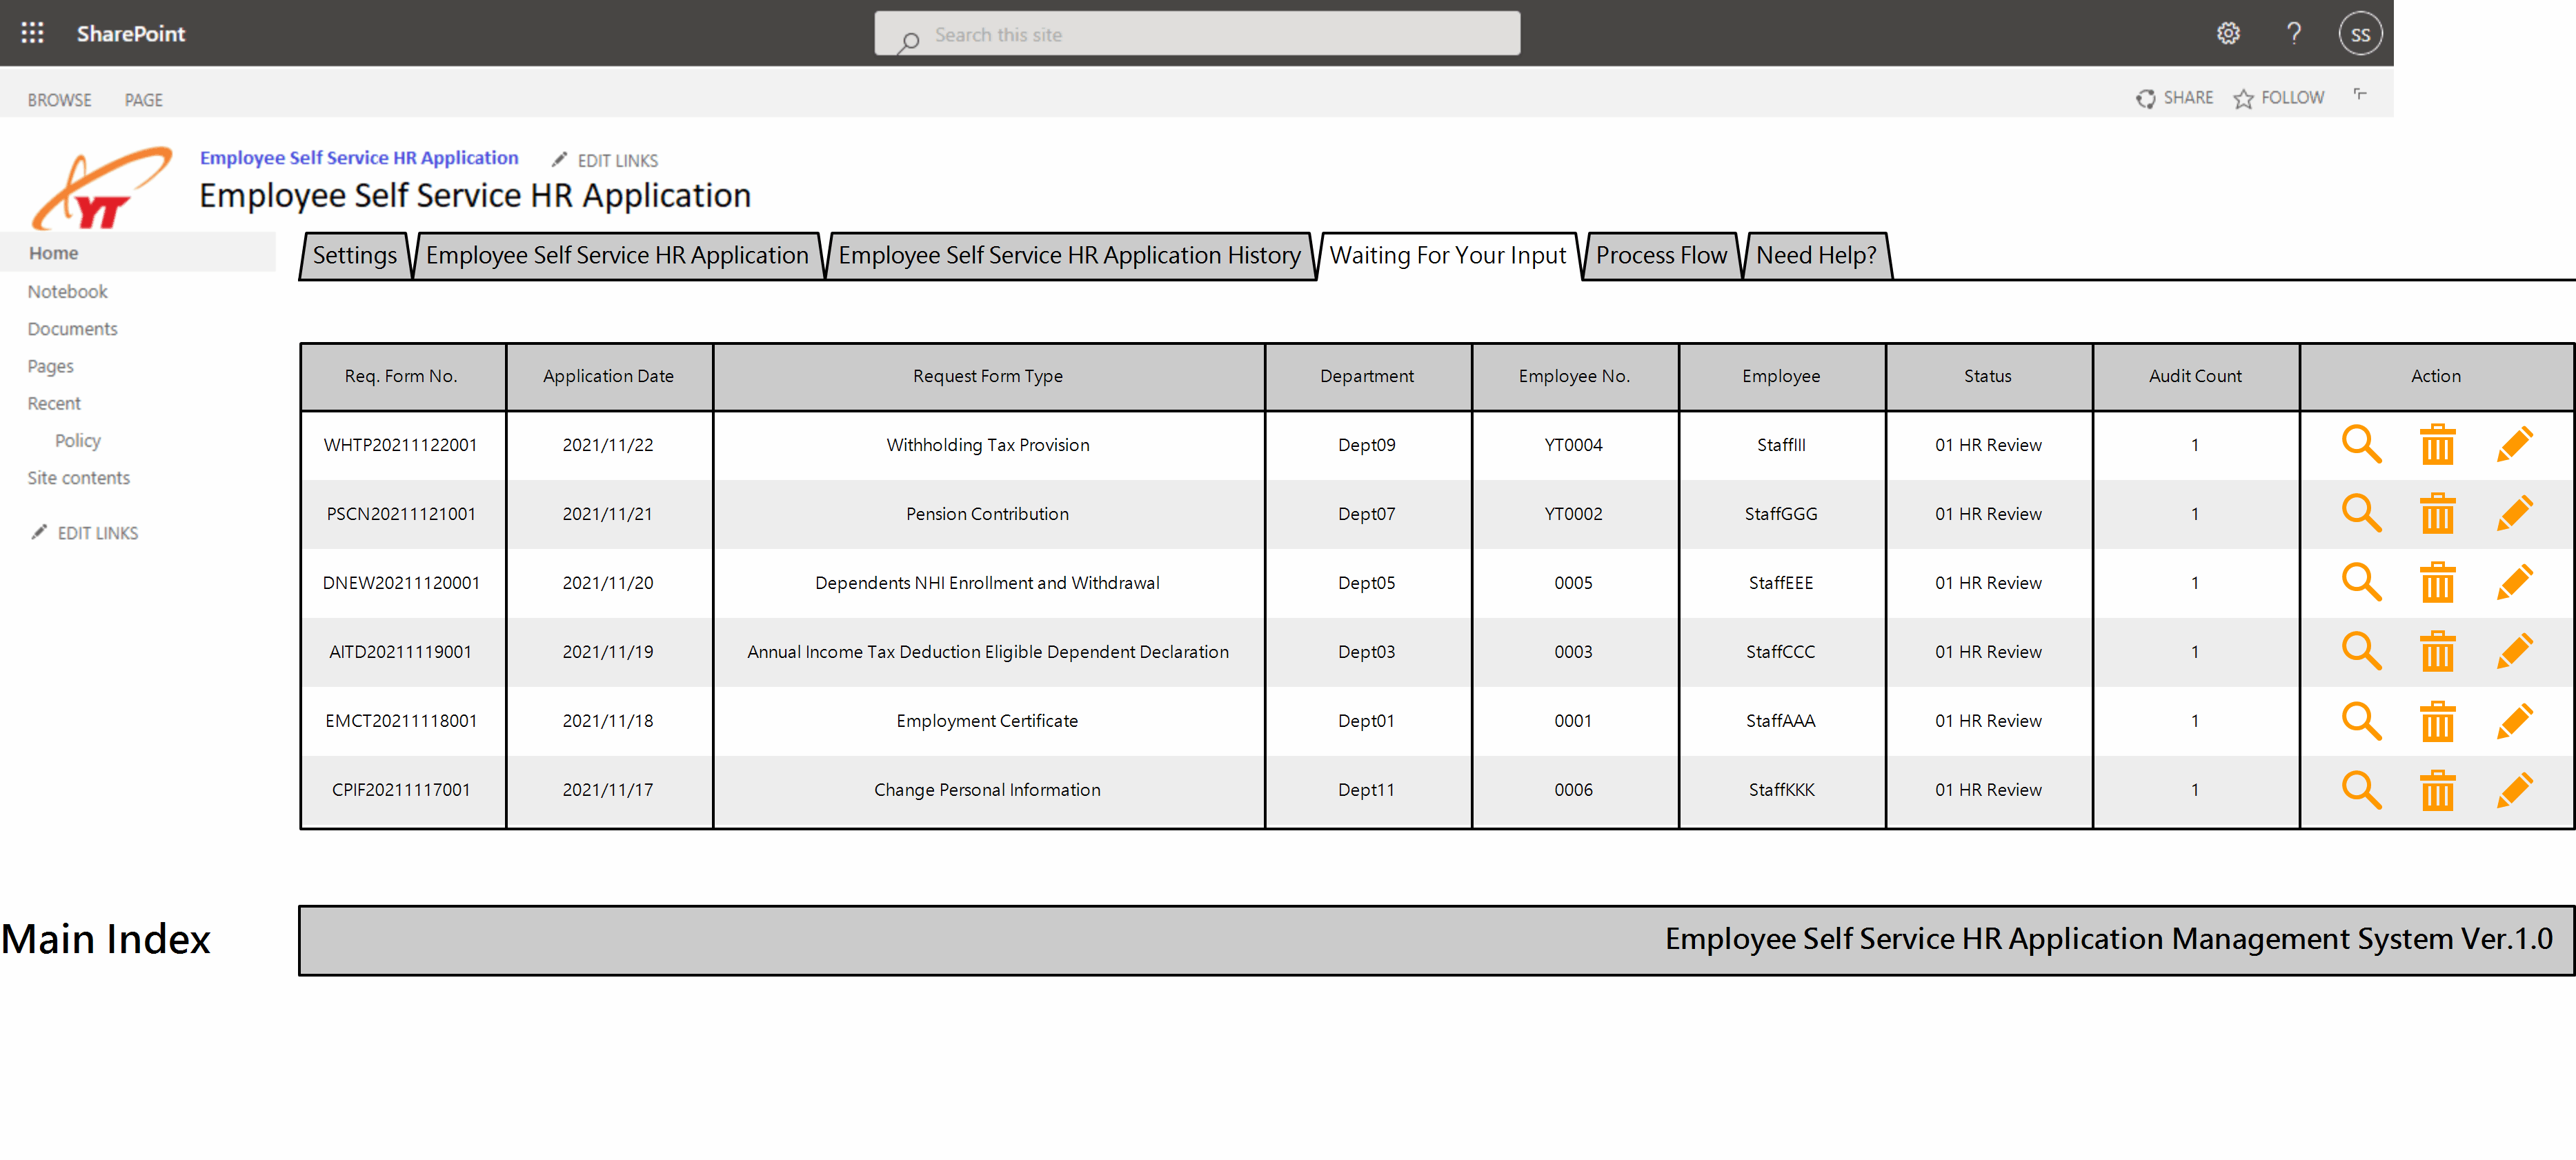 SharePoint
Search this site
?
SS
BROWSE PAGE
SHARE FOLLOW
YT
Employee Self Service HR Application EDIT LINKS
Employee Self Service HR Application
Home
Notebook
Documents
Pages
Recent
Policy
Site contents
EDIT LINKS
Settings Employee Self Service HR Application Employee Self Service HR Application History Waiting For Your Input Process Flow Need Help?
Req. Form No. Application Date Request Form Type Department Employee No. Employee Status Audit Count Action
WHTP20211122001 2021/11/22 Withholding Tax Provision Dept09 YT0004 StaffIII 01 HR Review 1
PSCN20211121001 2021/11/21 Pension Contribution Dept07 YT0002 StaffGGG 01 HR Review 1
DNEW20211120001 2021/11/20 Dependents NHI Enrollment and Withdrawal Dept05 0005 StaffEEE 01 HR Review 1
AITD20211119001 2021/11/19 Annual Income Tax Deduction Eligible Dependent Declaration Dept03 0003 StaffCCC 01 HR Review 1
EMCT20211118001 2021/11/18 Employment Certificate Dept01 0001 StaffAAA 01 HR Review 1
CPIF20211117001 2021/11/17 Change Personal Information Dept11 0006 StaffKKK 01 HR Review 1
Main Index
Employee Self Service HR Application Management System Ver.1.0